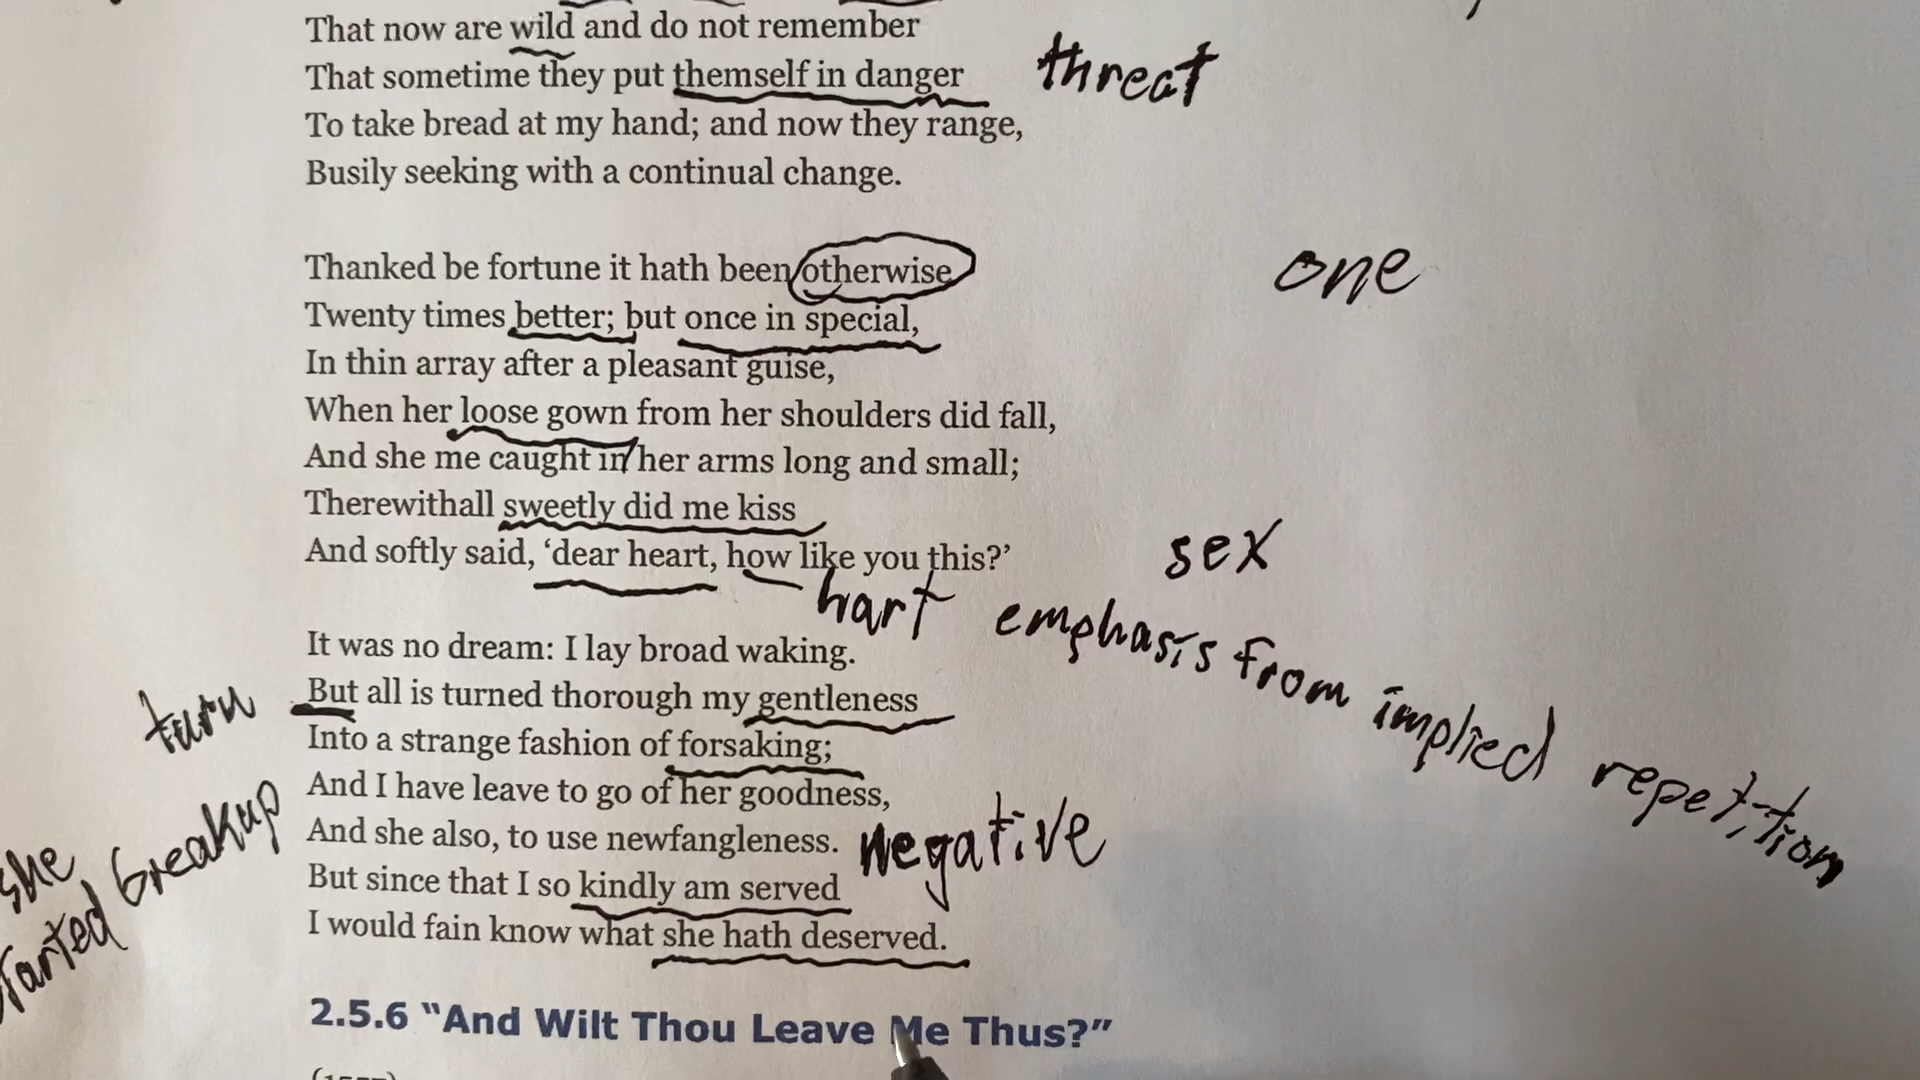 That now are wild and do not remember
That sometime they put themself in danger
threat
To take bread at my hand; and now they range,
Busily seeking with a continual change.
Thanked be fortune it hath been otherwise
one
Twenty times better; but once in special,
In thin array after a pleasant guise,
When her loose gown from her shoulders did fall,
And she me caught in her arms long and small;
Therewithall sweetly did me kiss
And softly said, ‘dear heart, how like you this?’
sex
hart emphasis from implied repetition
It was no dream: I lay broad waking.
turn
But all is turned thorough my gentleness
Into a strange fashion of forsaking;
And I have leave to go of her goodness,
And she also, to use newfangleness.
negative
she
tarted breakup
But since that I so kindly am served
I would fain know what she hath deserved.
2.5.6 “And Wilt Thou Leave Me Thus?”